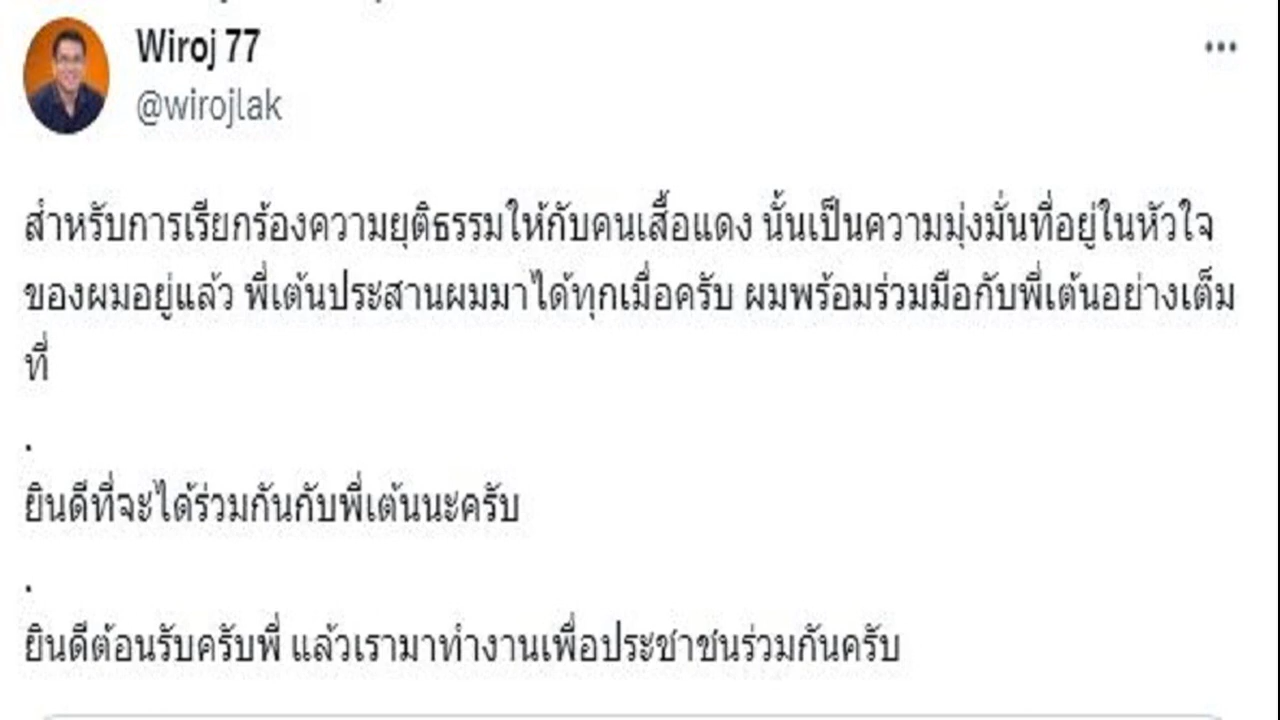 Wiroj 77
@wirojlak
สำหรับการเรียกร้องความยุติธรรมให้กับคนเสื้อแดง นั้นเป็นความมุ่งมั่นที่อยู่ในหัวใจ
ของผมอยู่แล้ว พี่เต้นประสานผมมาได้ทุกเมื่อครับ ผมพร้อมร่วมมือกับพี่เต้นอย่างเต็ม
ที่
.
ยินดีที่จะได้ร่วมกันกับพี่เต้นนะครับ
.
ยินดีต้อนรับครับพี่ แล้วเรามาทำงานเพื่อประชาชนร่วมกันครับ